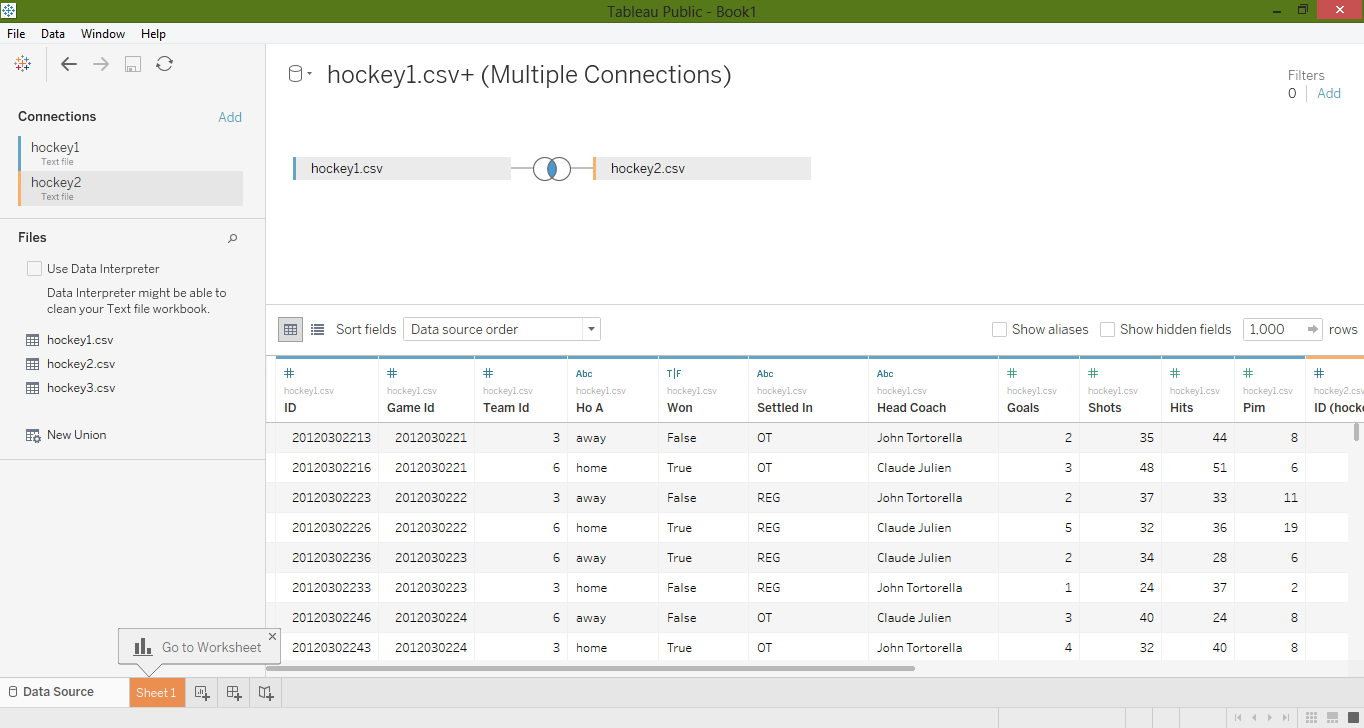 Tableau Public - Book1
File Data Window Help
hockey1.csv+ (Multiple Connections)
Filters
0 Add
Connections Add
hockey1
Text file
hockey2
Text file
hockey1.csv hockey2.csv
Files
Use Data Interpreter
Data Interpreter might be able to
clean your Text file workbook.
hockey1.csv
hockey2.csv
hockey3.csv
New Union
Sort fields Data source order Show aliases Show hidden fields 1,000 rows
# # # Abc T|F Abc Abc # # # # #
hockey1.csv hockey1.csv hockey1.csv hockey1.csv hockey1.csv hockey1.csv hockey1.csv hockey1.csv hockey1.csv hockey1.csv hockey1.csv hockey2.csv
ID Game Id Team Id Ho A Won Settled In Head Coach Goals Shots Hits Pim ID (hocke
20120302213 2012030221 3 away False OT John Tortorella 2 35 44 8
20120302216 2012030221 6 home True OT Claude Julien 3 48 51 6
20120302223 2012030222 3 away False REG John Tortorella 2 37 33 11
20120302226 2012030222 6 home True REG Claude Julien 5 32 36 19
20120302236 2012030223 6 away True REG Claude Julien 2 34 28 6
20120302233 2012030223 3 home False REG John Tortorella 1 24 37 2
20120302246 2012030224 6 away False OT Claude Julien 3 40 24 8
20120302243 2012030224 3 home True OT John Tortorella 4 32 40 8
Go to Worksheet
Data Source Sheet 1